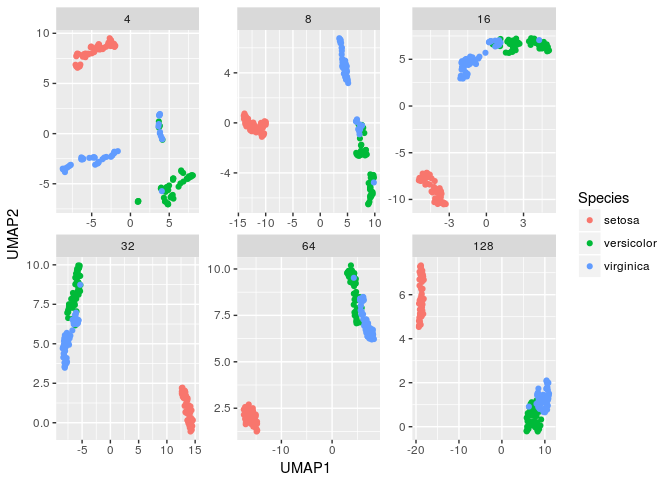 4 8 16
10 5 0 -5
-5 0 5
4 0 -4
-15 -10 -5 0 5 10
5 0 -5 -10
-3 0 3
UMAP2
Species
setosa
versicolor
virginica
32 64 128
10.0 7.5 5.0 2.5 0.0
-5 0 5 10 15
10.0 7.5 5.0 2.5
-10 0
6 4 2 0
-20 -10 0 10
UMAP1